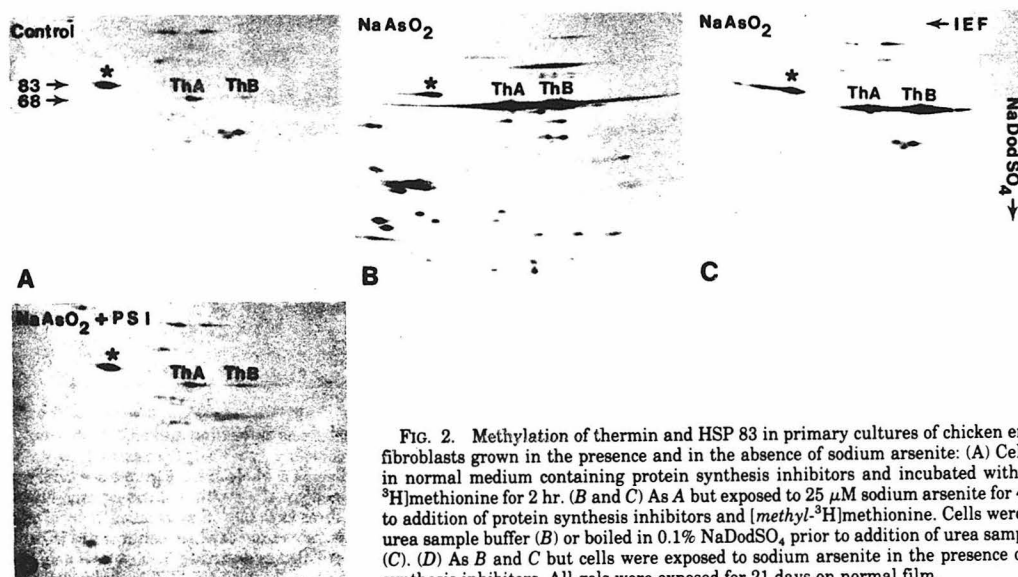 Control
*
83 →
68 →
ThA ThB
A
NaAsO2
*
ThA ThB
B
NaAsO2
← IEF
*
ThA ThB
NaDodSO4 →
C
NaAsO2 + PSI
*
ThA ThB
FIG. 2. Methylation of thermin and HSP 83 in primary cultures of chicken
fibroblasts grown in the presence and in the absence of sodium arsenite: (A)
in normal medium containing protein synthesis inhibitors and incubated with
³H]methionine for 2 hr. (B and C) As A but exposed to 25 μM sodium arsenite for
to addition of protein synthesis inhibitors and [methyl-³H]methionine. Cells were
urea sample buffer (B) or boiled in 0.1% NaDodSO4 prior to addition of urea
(C). (D) As B and C but cells were exposed to sodium arsenite in the presence
synthesis inhibitors. All gels were exposed for 21 days on normal film.